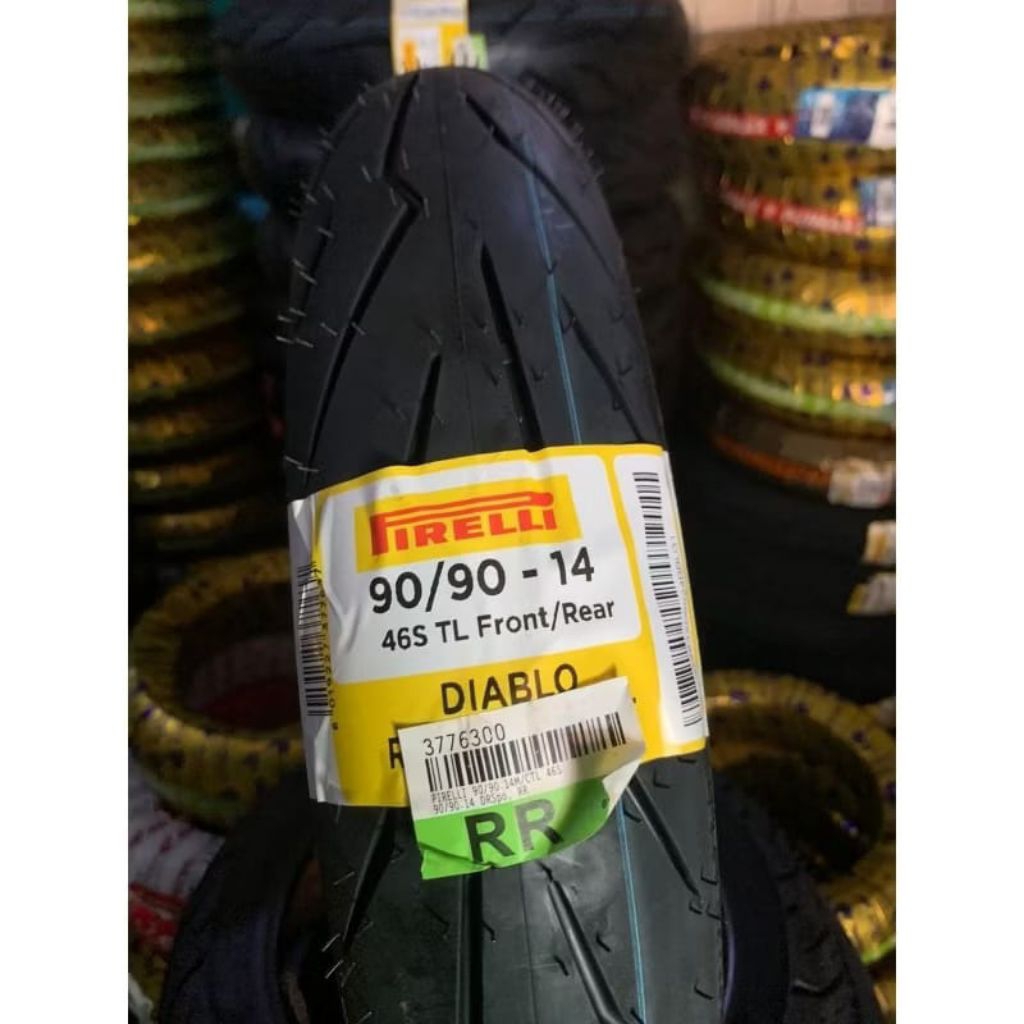 PIRELLI
90/90 - 14
46S TL Front/Rear
DIABLO
3776300
PIRELLI 90/90 14M/CTL 46S
90/90-14 DRSpo, RR
RR